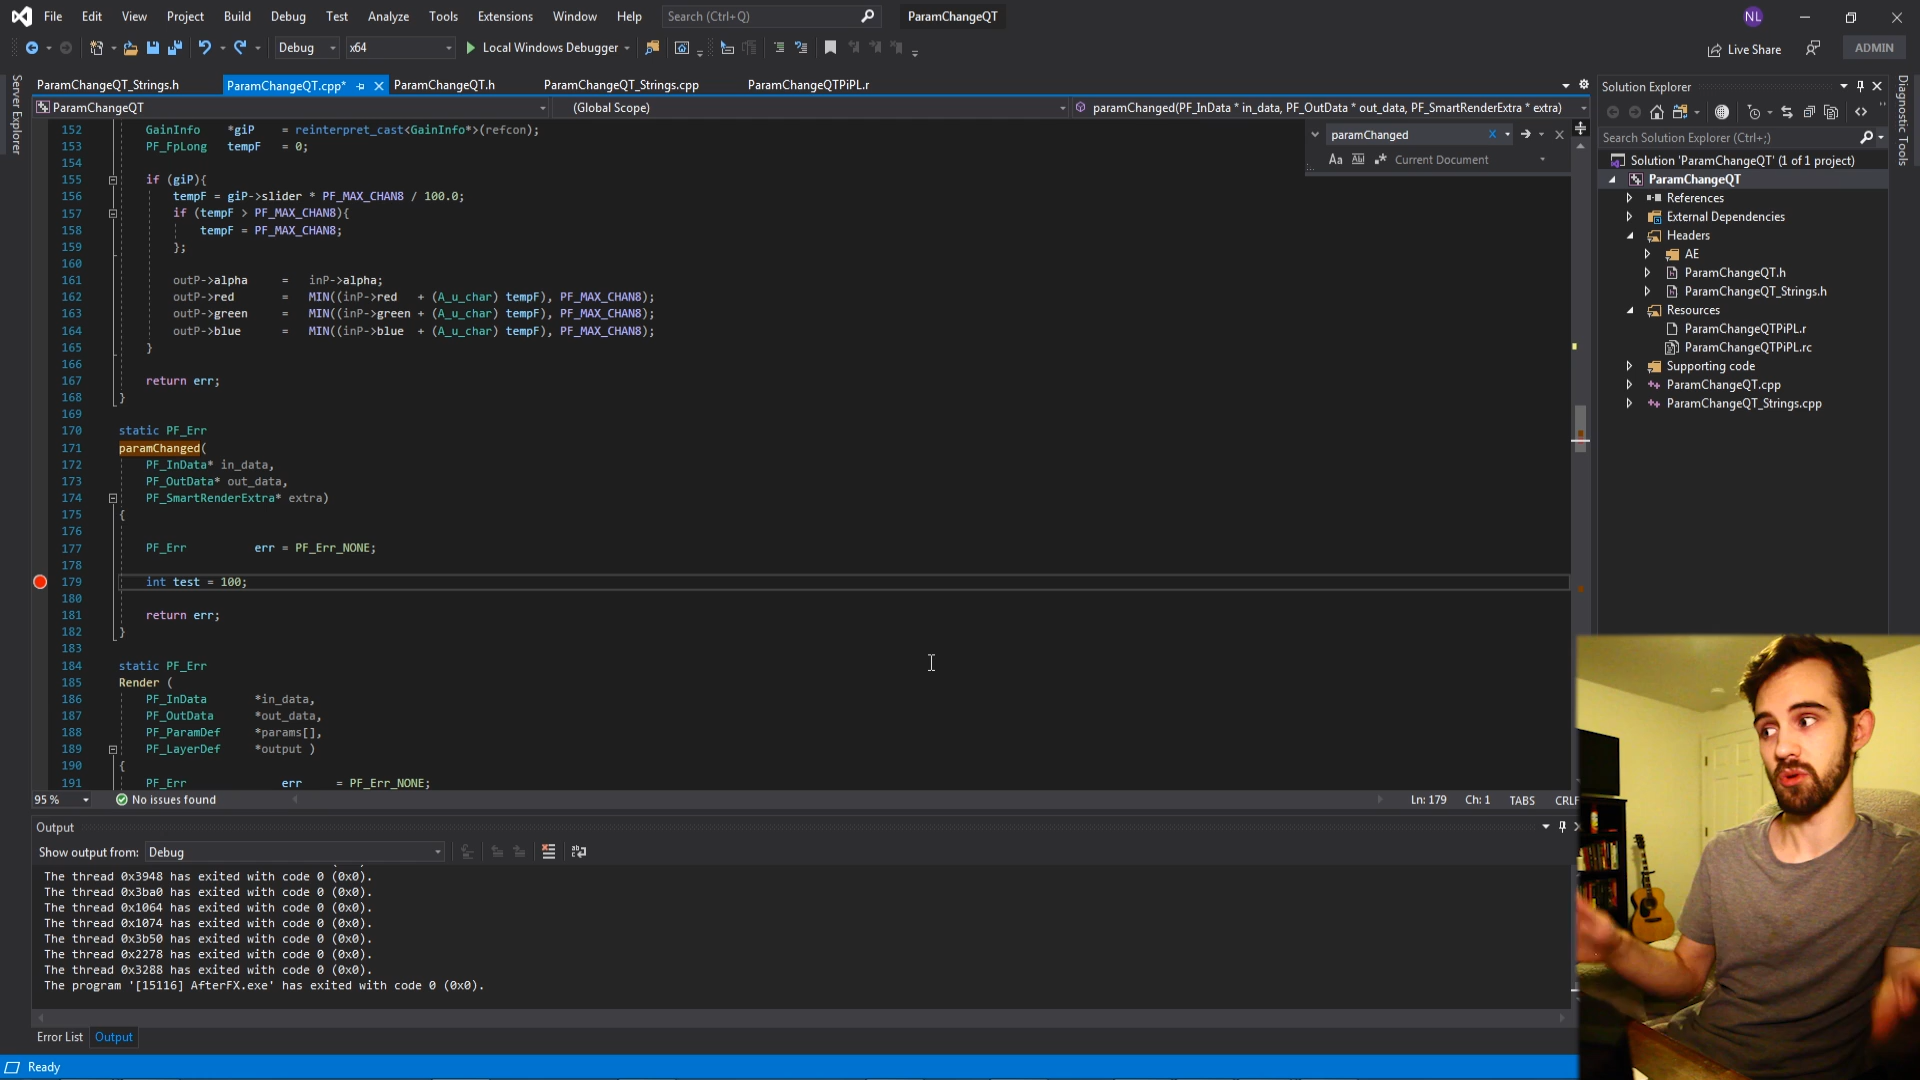 File Edit View Project Build Debug Test Analyze Tools Extensions Window Help Search (Ctrl+Q) ParamChangeQT NL
Debug x64 Local Windows Debugger Live Share ADMIN
Server Explorer
ParamChangeQT_Strings.h ParamChangeQT.cpp* ParamChangeQT.h ParamChangeQT_Strings.cpp ParamChangeQTPiPL.r
ParamChangeQT (Global Scope) paramChanged(PF_InData * in_data, PF_OutData * out_data, PF_SmartRenderExtra * extra)
paramChanged
Aa Current Document
152 GainInfo *giP = reinterpret_cast<GainInfo*>(refcon);
153 PF_FpLong tempF = 0;
154
155 if (giP){
156 tempF = giP->slider * PF_MAX_CHAN8 / 100.0;
157 if (tempF > PF_MAX_CHAN8){
158 tempF = PF_MAX_CHAN8;
159 };
160
161 outP->alpha = inP->alpha;
162 outP->red = MIN((inP->red + (A_u_char) tempF), PF_MAX_CHAN8);
163 outP->green = MIN((inP->green + (A_u_char) tempF), PF_MAX_CHAN8);
164 outP->blue = MIN((inP->blue + (A_u_char) tempF), PF_MAX_CHAN8);
165 }
166
167 return err;
168 }
169
170 static PF_Err
171 paramChanged(
172 PF_InData* in_data,
173 PF_OutData* out_data,
174 PF_SmartRenderExtra* extra)
175 {
176
177 PF_Err err = PF_Err_NONE;
178
179 int test = 100;
180
181 return err;
182 }
183
184 static PF_Err
185 Render (
186 PF_InData *in_data,
187 PF_OutData *out_data,
188 PF_ParamDef *params[],
189 PF_LayerDef *output )
190 {
191 PF_Err err = PF_Err_NONE;
95 % No issues found Ln: 179 Ch: 1 TABS CRLF
Output
Show output from: Debug
The thread 0x3948 has exited with code 0 (0x0).
The thread 0x3ba0 has exited with code 0 (0x0).
The thread 0x1064 has exited with code 0 (0x0).
The thread 0x1074 has exited with code 0 (0x0).
The thread 0x3b50 has exited with code 0 (0x0).
The thread 0x2278 has exited with code 0 (0x0).
The thread 0x3288 has exited with code 0 (0x0).
The program '[15116] AfterFX.exe' has exited with code 0 (0x0).
Error List Output
Ready
Solution Explorer
Search Solution Explorer (Ctrl+;)
Solution 'ParamChangeQT' (1 of 1 project)
ParamChangeQT
References
External Dependencies
Headers
AE
ParamChangeQT.h
ParamChangeQT_Strings.h
Resources
ParamChangeQTPiPL.r
ParamChangeQTPiPL.rc
Supporting code
ParamChangeQT.cpp
ParamChangeQT_Strings.cpp
Diagnostic Tools